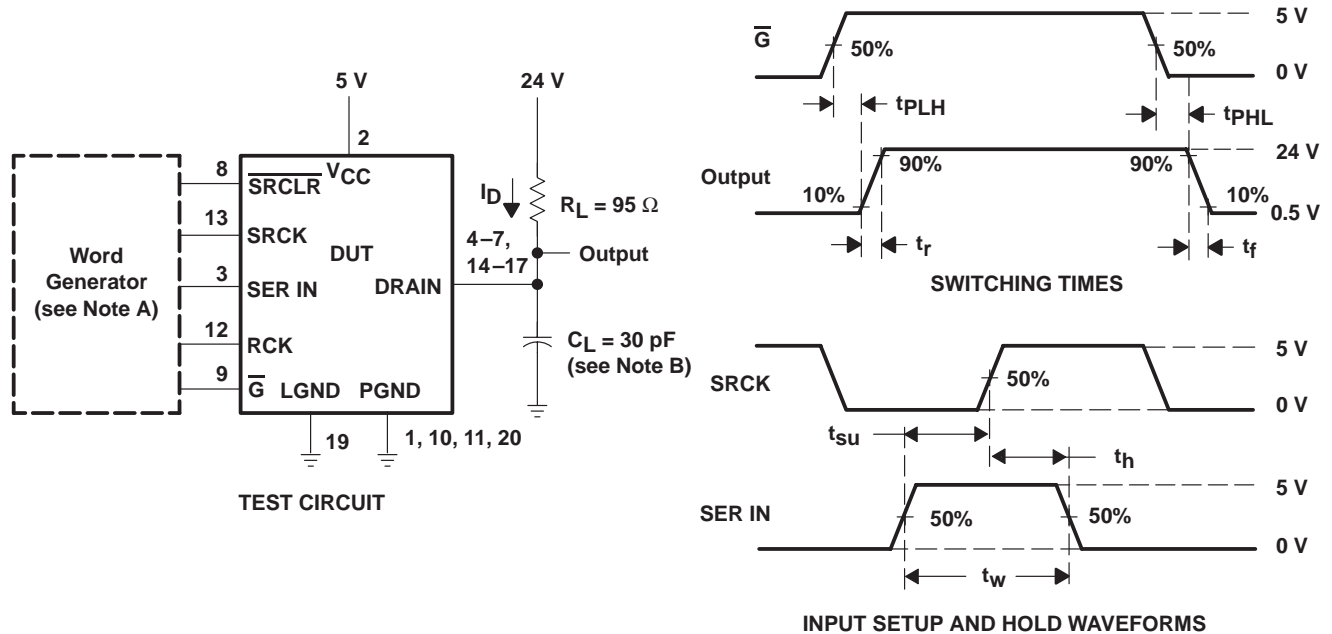 5 V
24 V
2
VCC
8
SRCLR
13
SRCK
DUT
3
SER IN
DRAIN
12
RCK
9
G
LGND
PGND
Word
Generator
(see Note A)
ID
RL = 95 Ω
4–7,
14–17
Output
CL = 30 pF
(see Note B)
19
1, 10, 11, 20
TEST CIRCUIT
G
50%
50%
5 V
0 V
tPLH
tPHL
Output
10%
90%
90%
10%
24 V
0.5 V
tr
tf
SWITCHING TIMES
SRCK
50%
5 V
0 V
tsu
th
SER IN
50%
50%
5 V
0 V
tw
INPUT SETUP AND HOLD WAVEFORMS